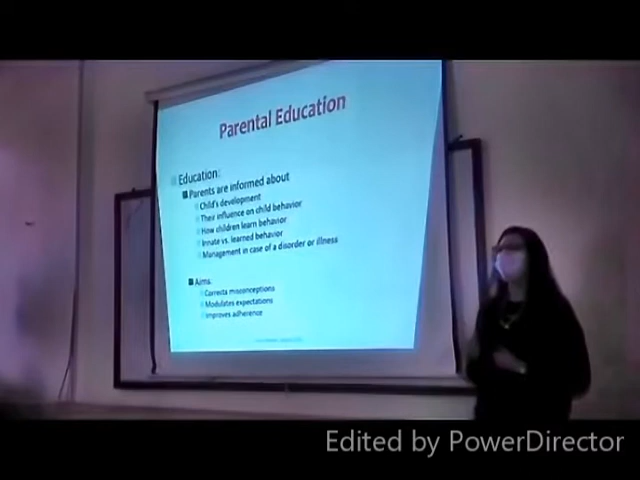 Parental Education
Education:
Parents are informed about
Child's development
Their influence on child behavior
How children learn behavior
Innate vs. learned behavior
Management in case of a disorder or illness
Aims:
Corrects misconceptions
Modulates expectations
Improves adherence
Edited by PowerDirector